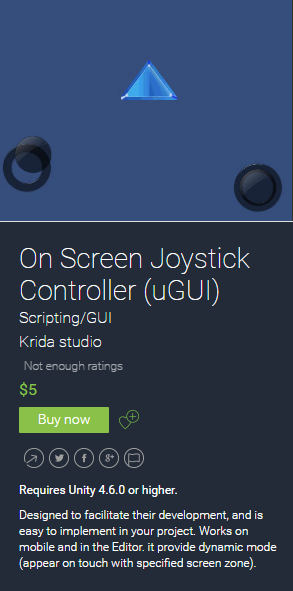 On Screen Joystick
Controller (uGUI)
Scripting/GUI
Krida studio
Not enough ratings
$5
Buy now
Requires Unity 4.6.0 or higher.
Designed to facilitate their development, and is
easy to implement in your project. Works on
mobile and in the Editor. it provide dynamic mode
(appear on touch with specified screen zone).